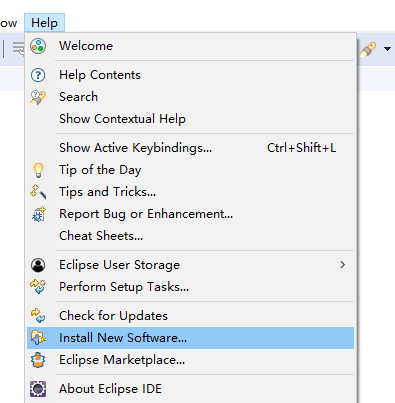 ow Help
Welcome
Help Contents
Search
Show Contextual Help
Show Active Keybindings... Ctrl+Shift+L
Tip of the Day
Tips and Tricks...
Report Bug or Enhancement...
Cheat Sheets...
Eclipse User Storage
Perform Setup Tasks...
Check for Updates
Install New Software...
Eclipse Marketplace...
About Eclipse IDE